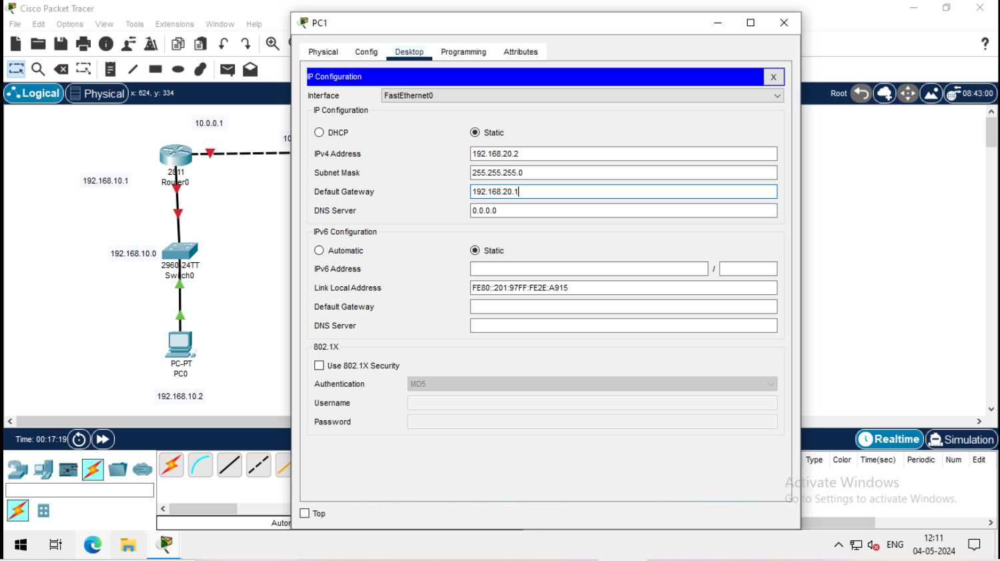 Cisco Packet Tracer
File Edit Options View Tools Extensions Window Help
PC1
Physical Config Desktop Programming Attributes
IP Configuration X
Interface FastEthernet0
IP Configuration
DHCP Static
IPv4 Address 192.168.20.2
Subnet Mask 255.255.255.0
Default Gateway 192.168.20.1
DNS Server 0.0.0.0
IPv6 Configuration
Automatic Static
IPv6 Address /
Link Local Address FE80::201:97FF:FE2E:A915
Default Gateway
DNS Server
802.1X
Use 802.1X Security
Authentication MD5
Username
Password
Top
?
Logical Physical x: 624, y: 334
Root 08:43:00
10.0.0.1
10
192.168.10.1
2811
Router0
192.168.10.0
2960-24TT
Switch0
PC-PT
PC0
192.168.10.2
Time: 00:17:19
Realtime Simulation
Type Color Time(sec) Periodic Num Edit
Activate Windows
Go to Settings to activate Windows.
Autor
ENG
12:11
04-05-2024